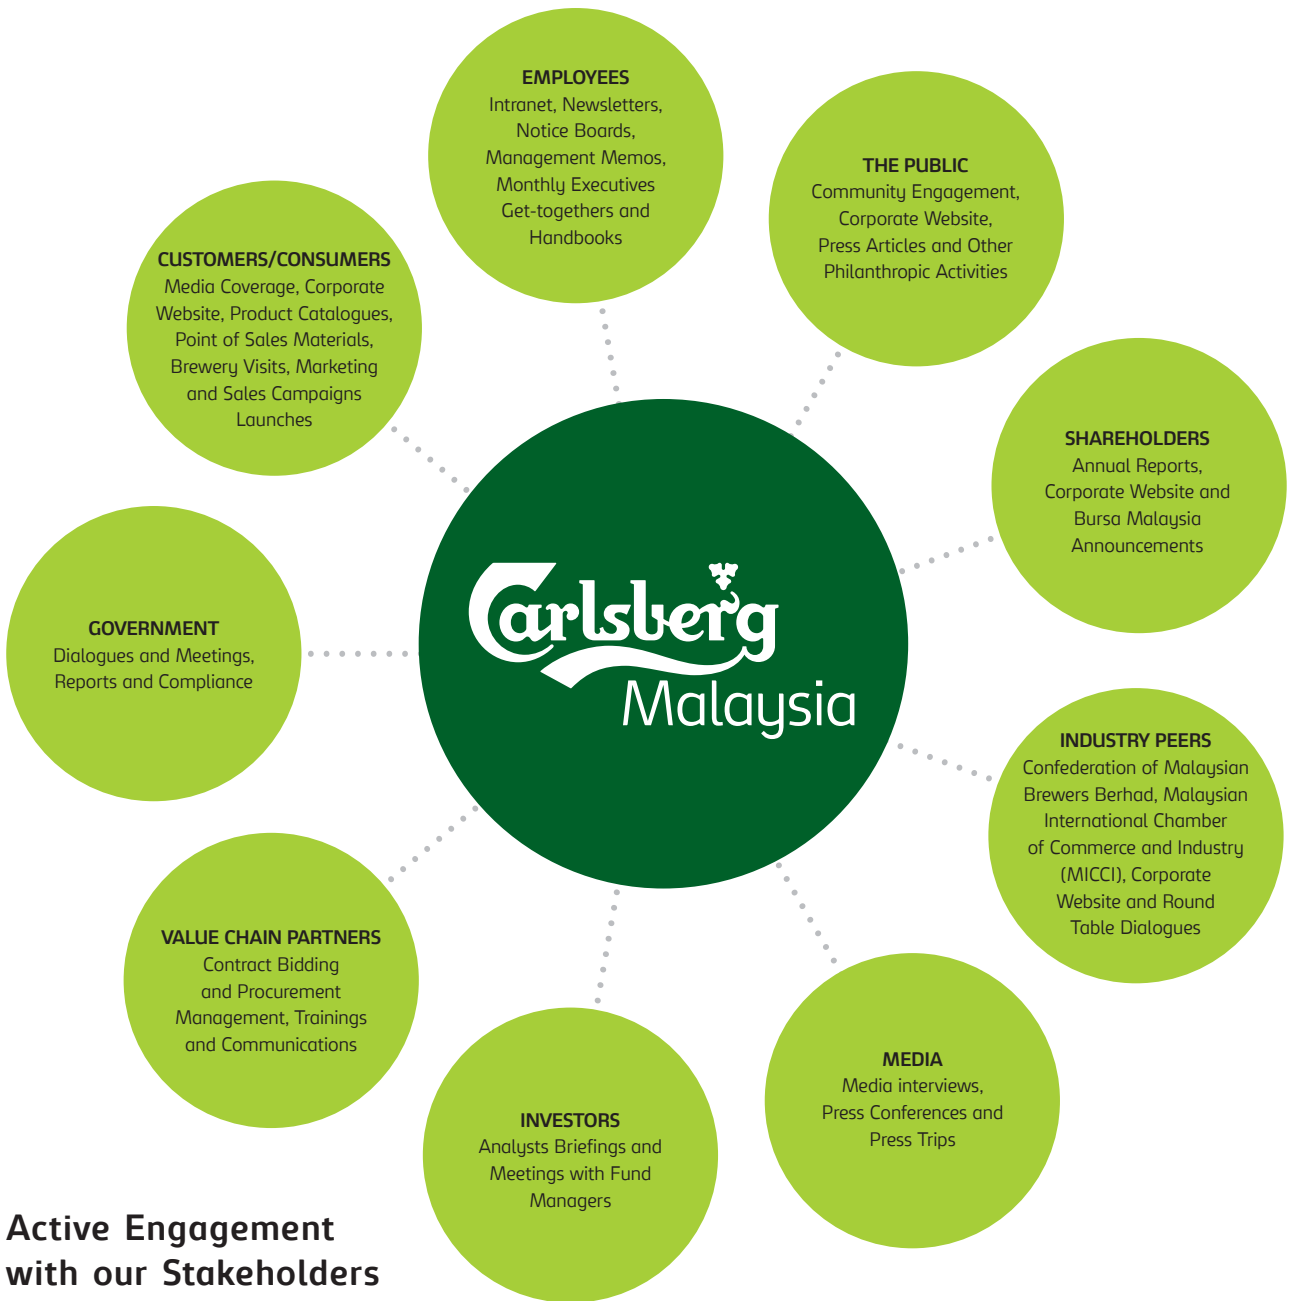 EMPLOYEES
Intranet, Newsletters,
Notice Boards,
Management Memos,
Monthly Executives
Get-togethers and
Handbooks
THE PUBLIC
Community Engagement,
Corporate Website,
Press Articles and Other
Philanthropic Activities
CUSTOMERS/CONSUMERS
Media Coverage, Corporate
Website, Product Catalogues,
Point of Sales Materials,
Brewery Visits, Marketing
and Sales Campaigns
Launches
SHAREHOLDERS
Annual Reports,
Corporate Website and
Bursa Malaysia
Announcements
Carlsberg
Malaysia
GOVERNMENT
Dialogues and Meetings,
Reports and Compliance
INDUSTRY PEERS
Confederation of Malaysian
Brewers Berhad, Malaysian
International Chamber
of Commerce and Industry
(MICCI), Corporate
Website and Round
Table Dialogues
VALUE CHAIN PARTNERS
Contract Bidding
and Procurement
Management, Trainings
and Communications
MEDIA
Media interviews,
Press Conferences and
Press Trips
INVESTORS
Analysts Briefings and
Meetings with Fund
Managers
Active Engagement
with our Stakeholders